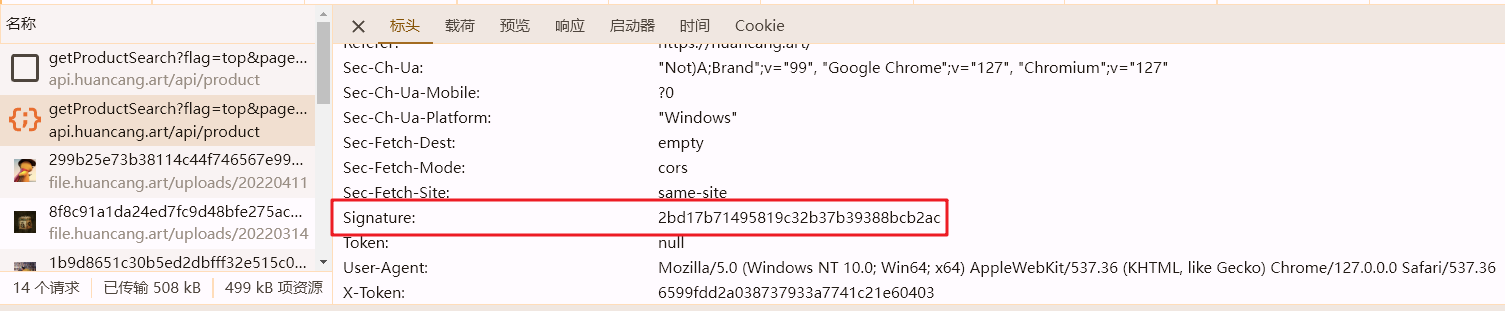 名称
getProductSearch?flag=top&page...
api.huancang.art/api/product
getProductSearch?flag=top&page...
api.huancang.art/api/product
299b25e73b38114c44f746567e99...
file.huancang.art/uploads/20220411
8f8c91a1da24ed7fc9d48bfe275ac...
file.huancang.art/uploads/20220314
1b9d8651c30b5ed2dbfff32e515c0...
14 个请求 已传输 508 kB 499 kB 项资源
标头 载荷 预览 响应 启动器 时间 Cookie
Referer: https://huancang.art/
Sec-Ch-Ua: "Not)A;Brand";v="99", "Google Chrome";v="127", "Chromium";v="127"
Sec-Ch-Ua-Mobile: ?0
Sec-Ch-Ua-Platform: "Windows"
Sec-Fetch-Dest: empty
Sec-Fetch-Mode: cors
Sec-Fetch-Site: same-site
Signature: 2bd17b71495819c32b37b39388bcb2ac
Token: null
User-Agent: Mozilla/5.0 (Windows NT 10.0; Win64; x64) AppleWebKit/537.36 (KHTML, like Gecko) Chrome/127.0.0.0 Safari/537.36
X-Token: 6599fdd2a038737933a7741c21e60403